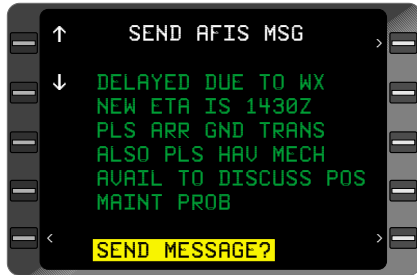 ↑ SEND AFIS MSG >
↓ DELAYED DUE TO WX
NEW ETA IS 1430Z
PLS ARR GND TRANS
ALSO PLS HAV MECH
AVAIL TO DISCUSS POS
MAINT PROB
< >
SEND MESSAGE?